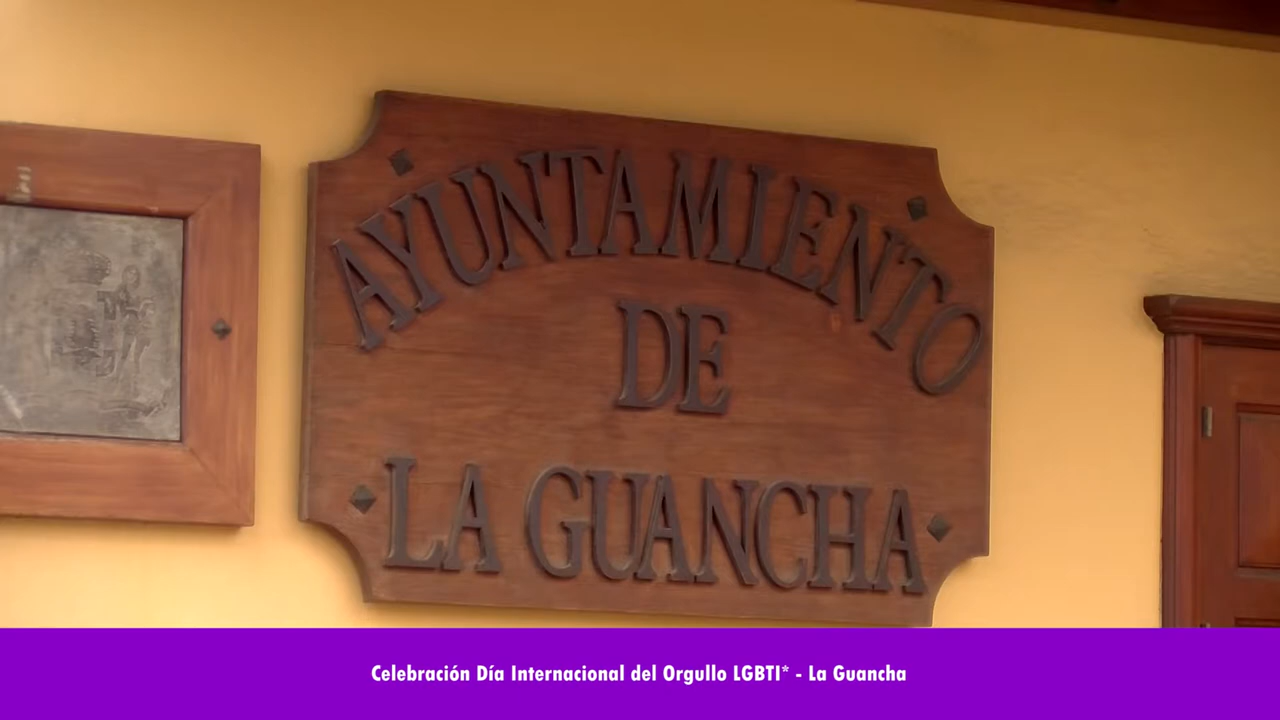 AYUNTAMIENTO
DE
LA GUANCHA
Celebración Día Internacional del Orgullo LGBTI* - La Guancha